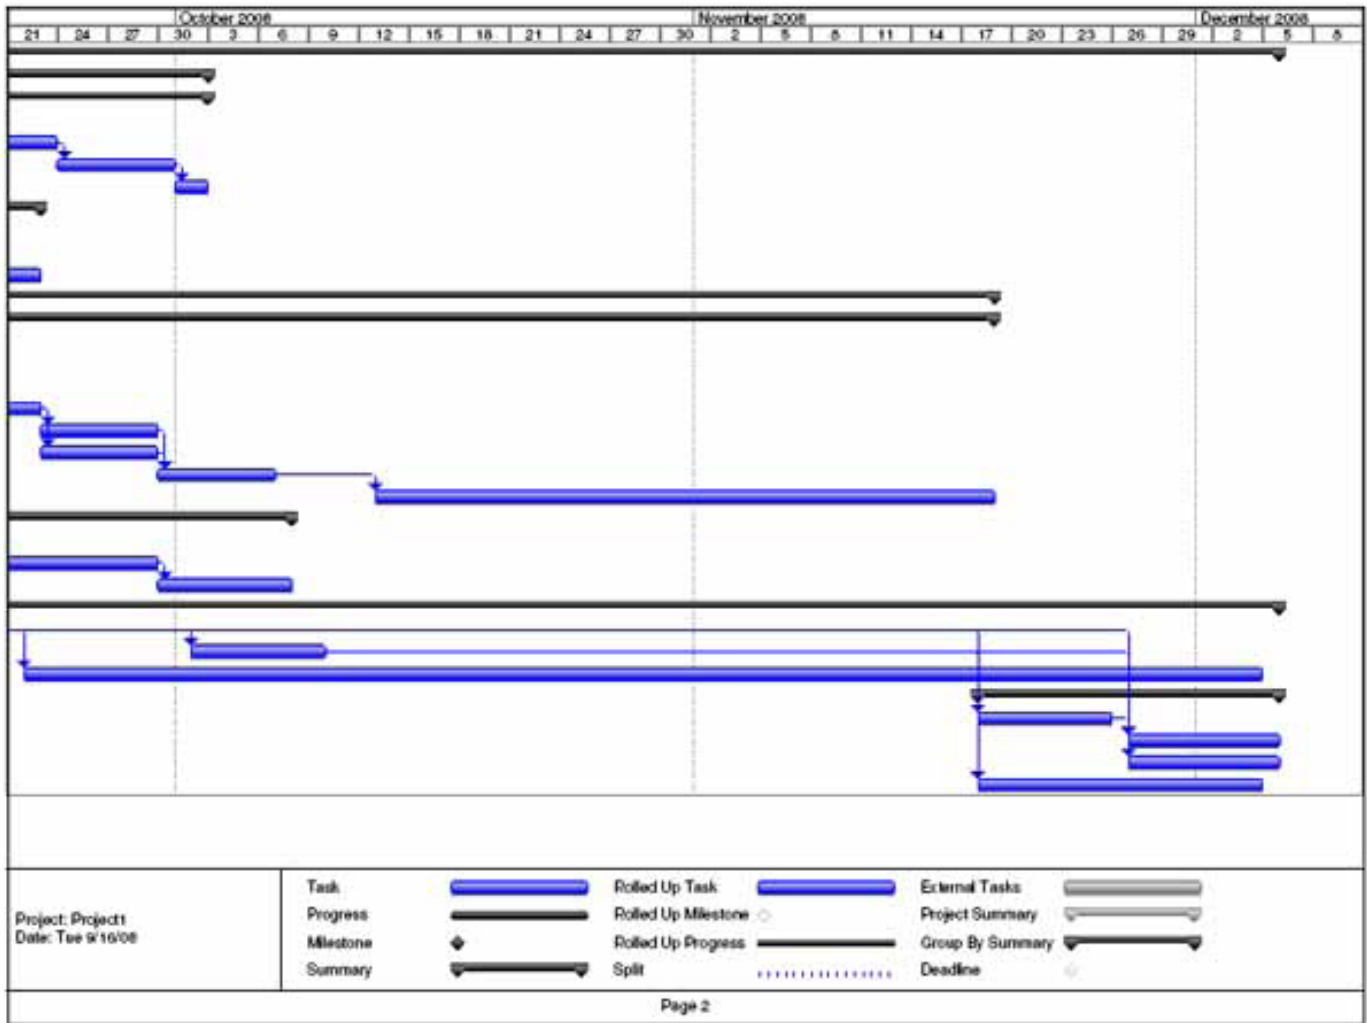 October 2008 November 2008 December 2008
21 24 27 30 3 6 9 12 15 18 21 24 27 30 2 5 8 11 14 17 20 23 26 29 2 5 8
Task Rolled Up Task External Tasks
Progress Rolled Up Milestone Project Summary
Milestone Rolled Up Progress Group By Summary
Summary Split Deadline
Project: Project1
Date: Tue 9/16/08
Page 2